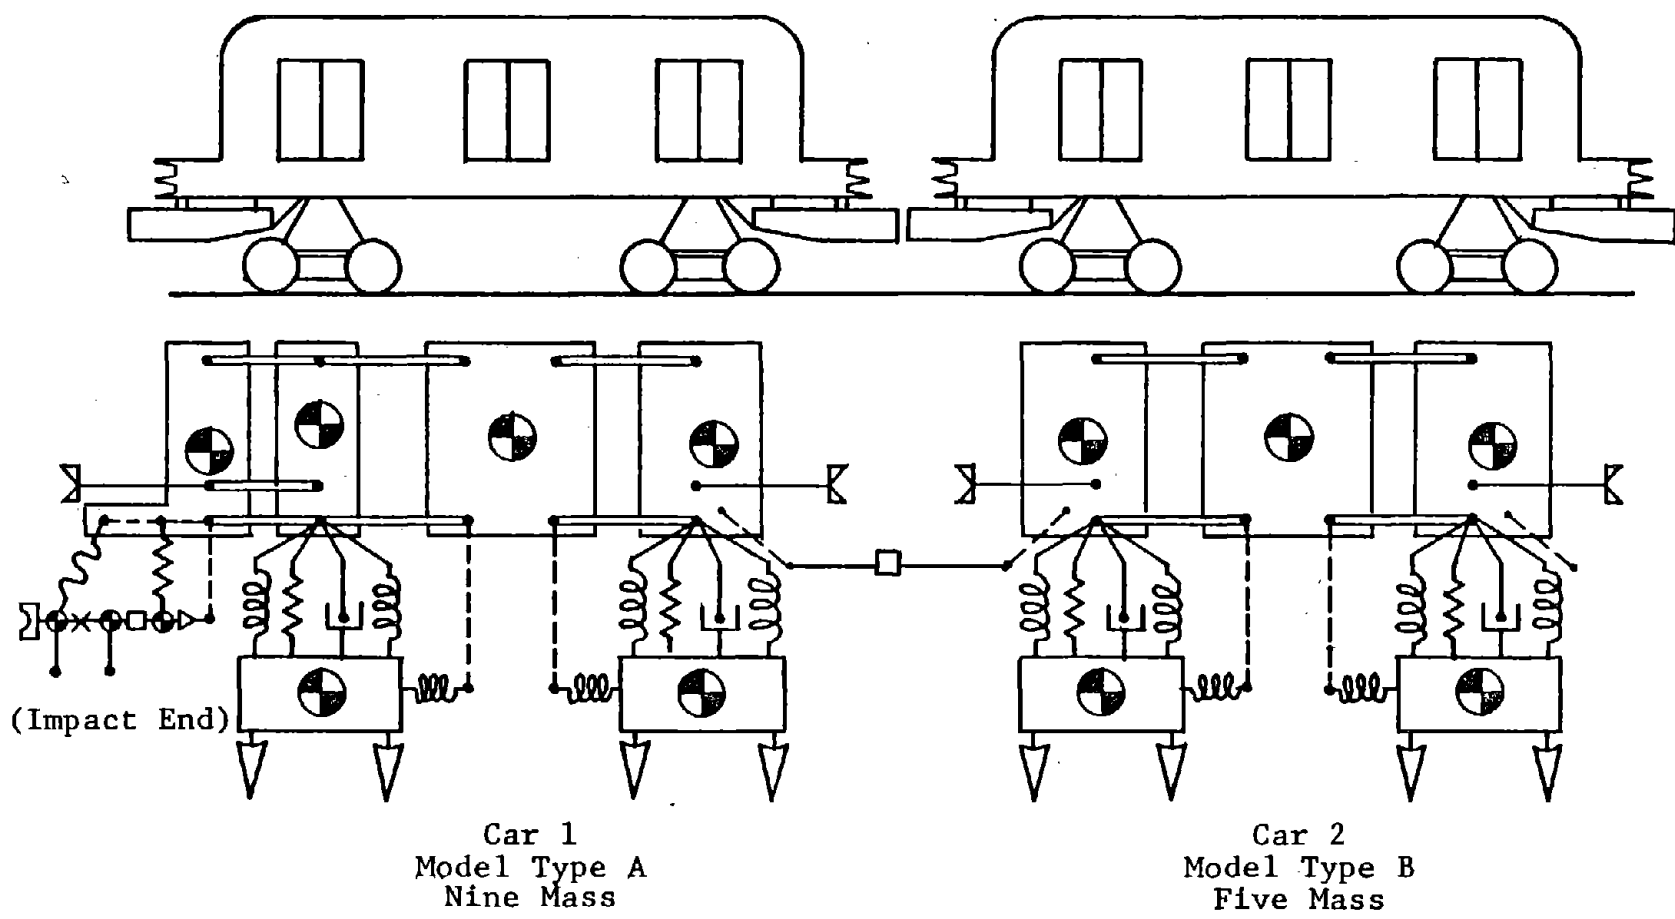 (Impact End)
Car 1
Model Type A
Nine Mass
Car 2
Model Type B
Five Mass